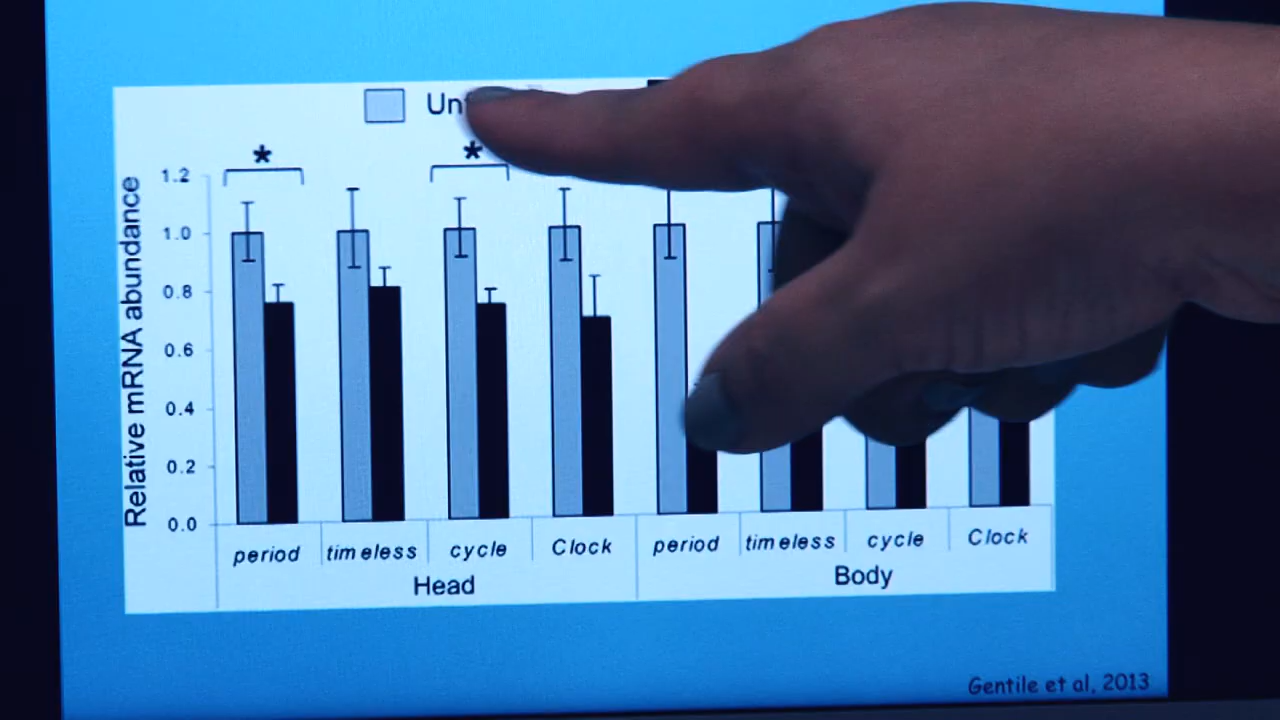 * *
Relative mRNA abundance
1.2
1.0
0.8
0.6
0.4
0.2
0.0
period timeless cycle Clock period timeless cycle Clock
Head Body
Gentile et al, 2013